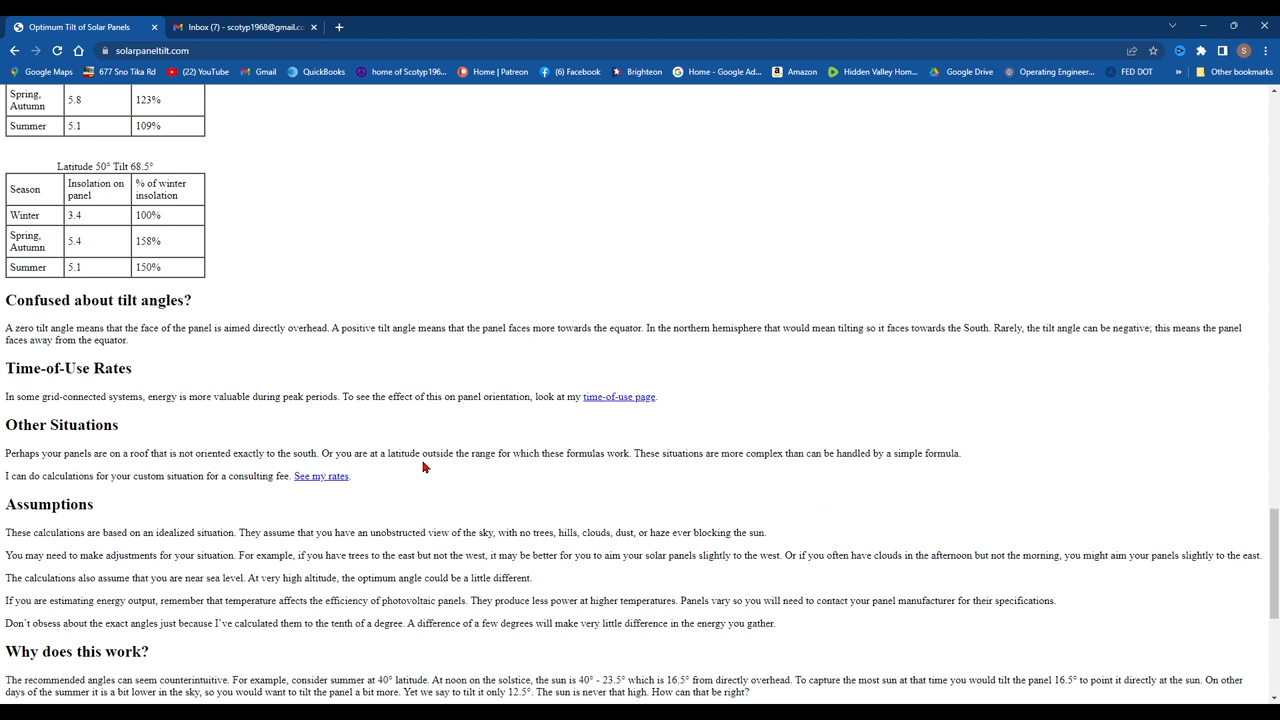 Optimum Tilt of Solar Panels
Inbox (7) - scotyp1968@gmail.cc
solarpaneltilt.com
Google Maps 677 Sno Tika Rd (22) YouTube Gmail QuickBooks home of Scotyp196... Home | Patreon (6) Facebook Brighteon Home - Google Ad... Amazon Hidden Valley Hom... Google Drive Operating Engineer... FED DOT » Other bookmarks
Spring, Autumn 5.8 123%
Summer 5.1 109%
Latitude 50° Tilt 68.5°
Season Insolation on panel % of winter insolation
Winter 3.4 100%
Spring, Autumn 5.4 158%
Summer 5.1 150%
Confused about tilt angles?
A zero tilt angle means that the face of the panel is aimed directly overhead. A positive tilt angle means that the panel faces more towards the equator. In the northern hemisphere that would mean tilting so it faces towards the South. Rarely, the tilt angle can be negative; this means the panel
faces away from the equator.
Time-of-Use Rates
In some grid-connected systems, energy is more valuable during peak periods. To see the effect of this on panel orientation, look at my time-of-use page.
Other Situations
Perhaps your panels are on a roof that is not oriented exactly to the south. Or you are at a latitude outside the range for which these formulas work. These situations are more complex than can be handled by a simple formula.
I can do calculations for your custom situation for a consulting fee. See my rates.
Assumptions
These calculations are based on an idealized situation. They assume that you have an unobstructed view of the sky, with no trees, hills, clouds, dust, or haze ever blocking the sun.
You may need to make adjustments for your situation. For example, if you have trees to the east but not the west, it may be better for you to aim your solar panels slightly to the west. Or if you often have clouds in the afternoon but not the morning, you might aim your panels slightly to the east.
The calculations also assume that you are near sea level. At very high altitude, the optimum angle could be a little different.
If you are estimating energy output, remember that temperature affects the efficiency of photovoltaic panels. They produce less power at higher temperatures. Panels vary so you will need to contact your panel manufacturer for their specifications.
Don't obsess about the exact angles just because I've calculated them to the tenth of a degree. A difference of a few degrees will make very little difference in the energy you gather.
Why does this work?
The recommended angles can seem counterintuitive. For example, consider summer at 40° latitude. At noon on the solstice, the sun is 40° - 23.5° which is 16.5° from directly overhead. To capture the most sun at that time you would tilt the panel 16.5° to point it directly at the sun. On other
days of the summer it is a bit lower in the sky, so you would want to tilt the panel a bit more. Yet we say to tilt it only 12.5°. The sun is never that high. How can that be right?